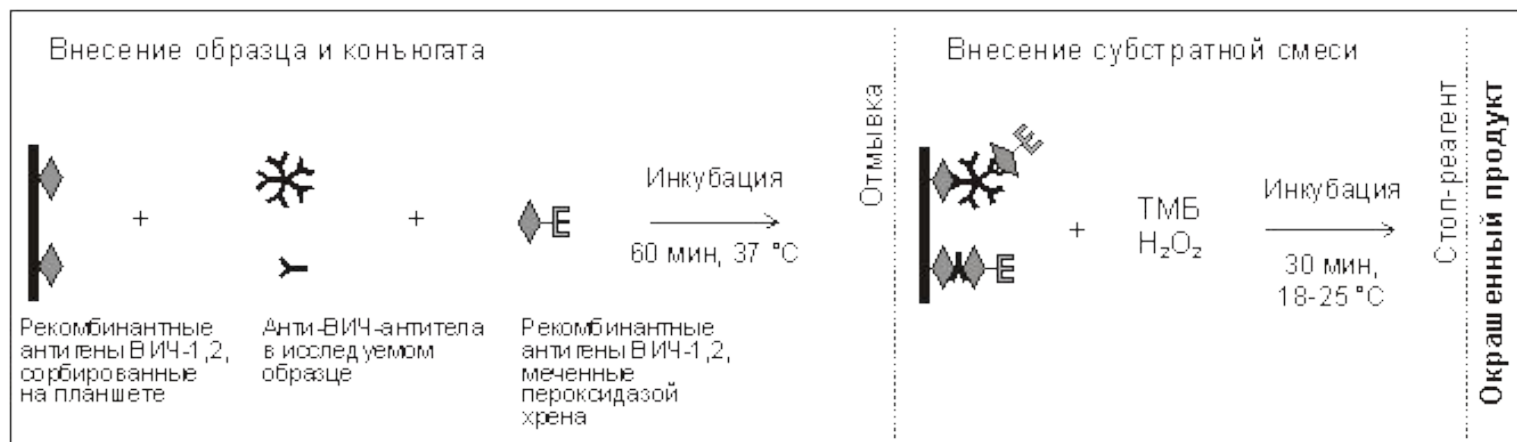 Внесение образца и конъюгата
+
+
E
Инкубация
60 мин, 37 °C
Рекомбинантные
антигены ВИЧ-1,2,
сорбированные
на планшете
Анти-ВИЧ-антитела
в исследуемом
образце
Рекомбинантные
антигены ВИЧ-1,2,
меченные
пероксидазой
хрена
Отмывка
Внесение субстратной смеси
E
E
+
ТМБ
H₂O₂
Инкубация
30 мин,
18-25 °C
Стоп-реагент
Окрашенный продукт